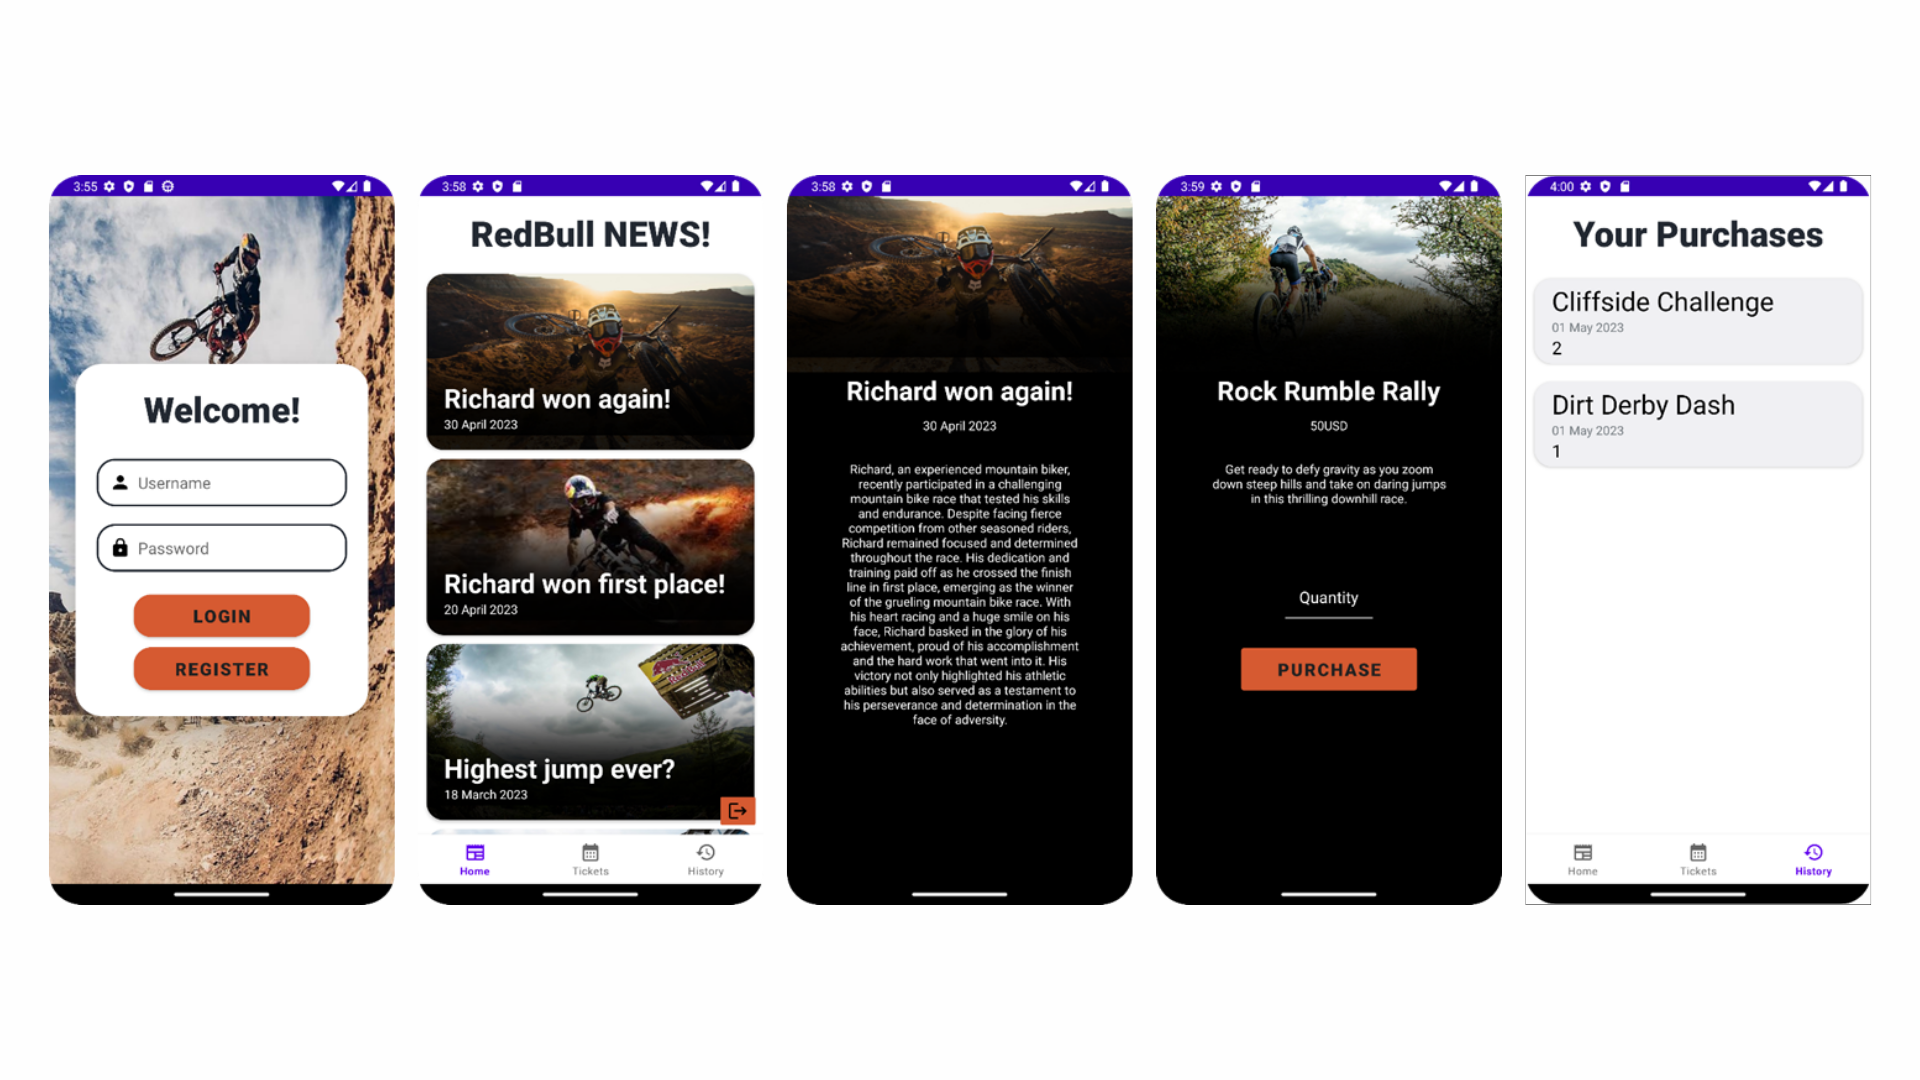 3:55
Welcome!
Username
Password
LOGIN
REGISTER
3:58
RedBull NEWS!
Richard won again!
30 April 2023
Richard won first place!
20 April 2023
Highest jump ever?
18 March 2023
Home
Tickets
History
3:58
Richard won again!
30 April 2023
Richard, an experienced mountain biker,
recently participated in a challenging
mountain bike race that tested his skills
and endurance. Despite facing fierce
competition from other seasoned riders,
Richard remained focused and determined
throughout the race. His dedication and
training paid off as he crossed the finish
line in first place, emerging as the winner
of the grueling mountain bike race. With
his heart racing and a huge smile on his
face, Richard basked in the glory of his
achievement, proud of his accomplishment
and the hard work that went into it. His
victory not only highlighted his athletic
abilities but also served as a testament to
his perseverance and determination in the
face of adversity.
3:59
Rock Rumble Rally
50USD
Get ready to defy gravity as you zoom
down steep hills and take on daring jumps
in this thrilling downhill race.
Quantity
PURCHASE
4:00
Your Purchases
Cliffside Challenge
01 May 2023
2
Dirt Derby Dash
01 May 2023
1
Home
Tickets
History